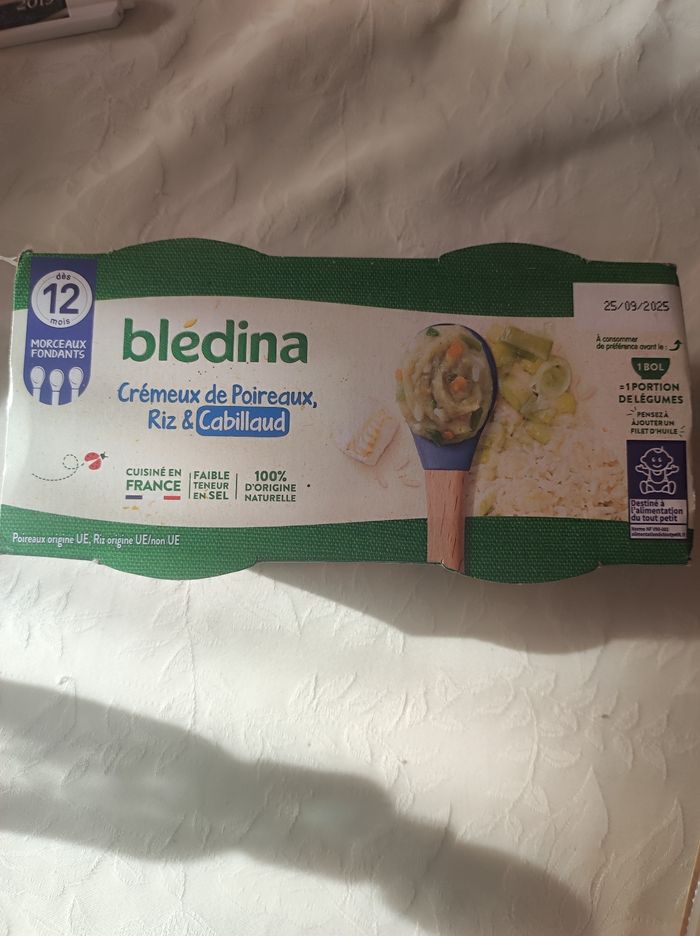 2019
dès
12
mois
MORCEAUX
FONDANTS
blédina
Crémeux de Poireaux,
Riz & Cabillaud
CUISINÉ EN
FRANCE
FAIBLE
TENEUR
EN SEL
100%
D'ORIGINE
NATURELLE
Poireaux origine UE, Riz origine UE/non UE
25/09/2025
À consommer
de préférence avant le :
1 BOL
=1 PORTION
DE LÉGUMES
PENSEZ À
AJOUTER UN
FILET D'HUILE
Destiné à
l'alimentation
du tout petit